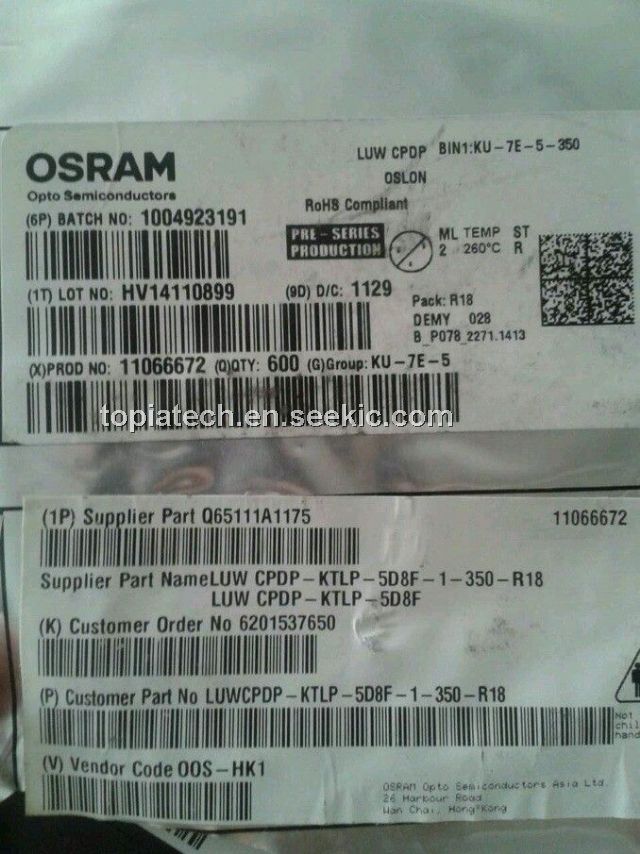 OSRAM
Opto Semiconductors
LUW CPDP BIN1:KU-7E-5-350
OSLON
RoHS Compliant
(6P) BATCH NO: 1004923191
PRE-SERIES
PRODUCTION
ML TEMP ST
2 260°C R
(1T) LOT NO: HV14110899 (9D) D/C: 1129
Pack: R18
DEMY 028
B_P078_2271.1413
(X)PROD NO: 11066672 (Q)QTY: 600 (G)Group: KU-7E-5
topiatech.en.seekic.com
(1P) Supplier Part Q65111A1175 11066672
Supplier Part Name LUW CPDP-KTLP-5D8F-1-350-R18
LUW CPDP-KTLP-5D8F
(K) Customer Order No 6201537650
(P) Customer Part No LUWCPDP-KTLP-5D8F-1-350-R18
Not
chil
hand
(V) Vendor Code OOS-HK1
OSRAM Opto Semiconductors Asia Ltd.
26 Harbour Road
Wan Chai, Hong Kong